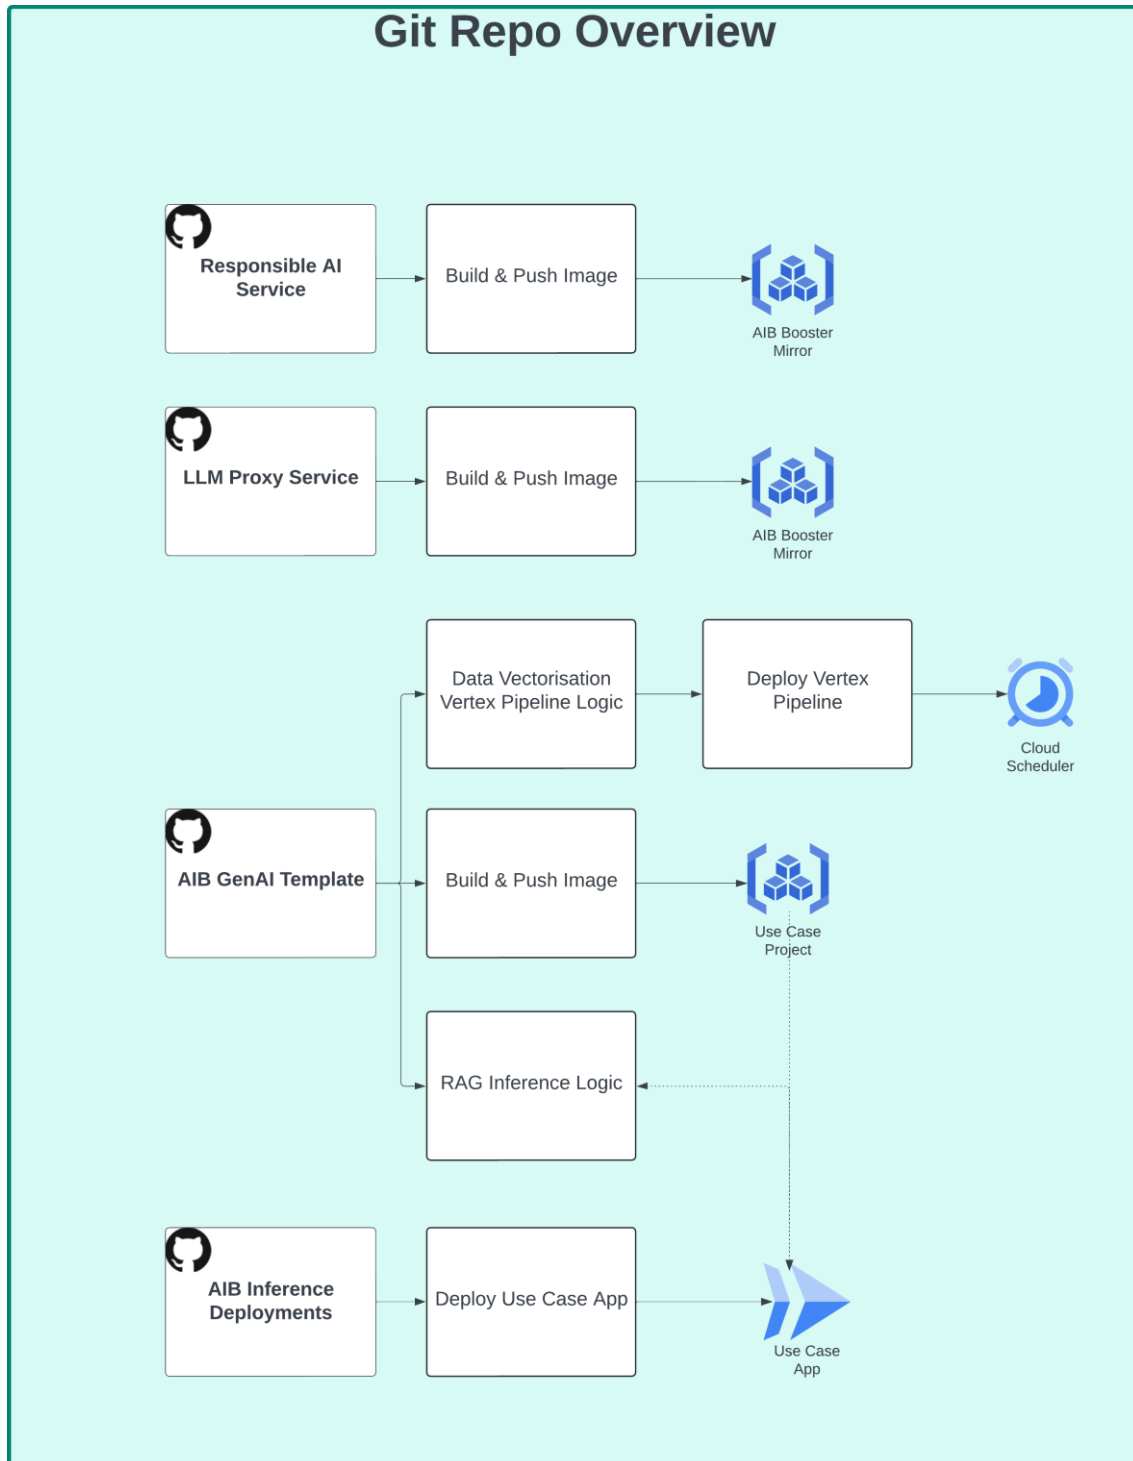 Git Repo Overview
Responsible AI
Service
Build & Push Image
AIB Booster
Mirror
LLM Proxy Service
Build & Push Image
AIB Booster
Mirror
Data Vectorisation
Vertex Pipeline Logic
Deploy Vertex
Pipeline
Cloud
Scheduler
AIB GenAI Template
Build & Push Image
Use Case
Project
RAG Inference Logic
AIB Inference
Deployments
Deploy Use Case App
Use Case
App